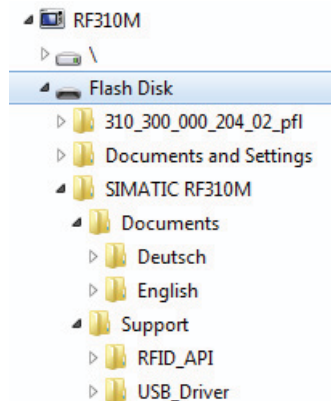 RF310M
\
Flash Disk
310_300_000_204_02_pfl
Documents and Settings
SIMATIC RF310M
Documents
Deutsch
English
Support
RFID_API
USB_Driver